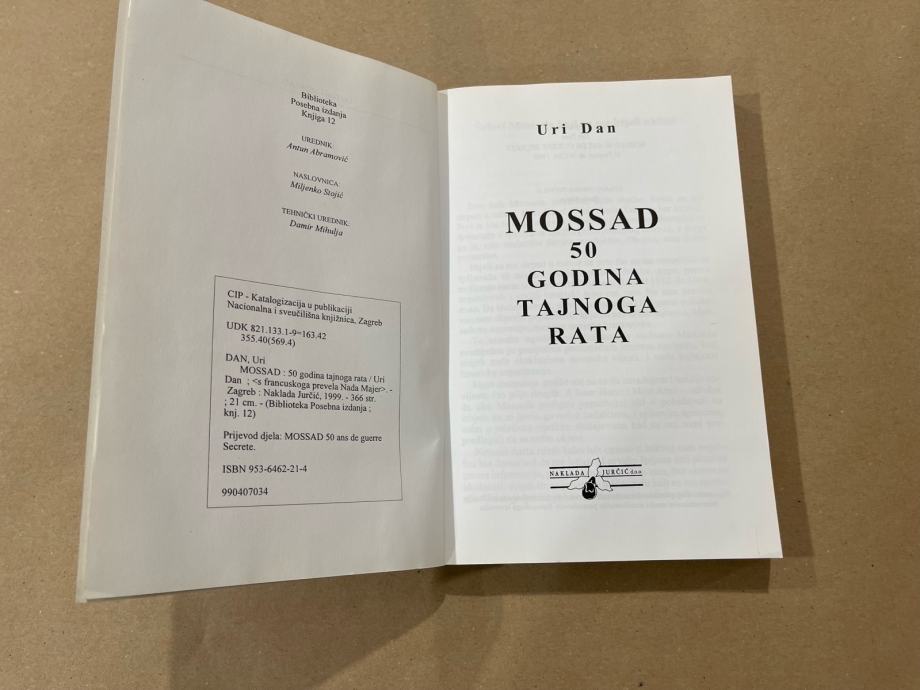 Biblioteka
Posebna izdanja
Knjiga 12
UREDNIK:
Antun Abramović
NASLOVNICA:
Miljenko Stojić
TEHNIČKI UREDNIK:
Damir Mihulja
CIP - Katalogizacija u publikaciji
Nacionalna i sveučilišna knjižnica, Zagreb
UDK 821.133.1-9=163.42
355.40(569.4)
DAN, Uri
MOSSAD : 50 godina tajnoga rata / Uri
Dan ; <s francuskoga prevela Nada Majer>. -
Zagreb : Naklada Jurčić, 1999. - 366 str.
; 21 cm. - (Biblioteka Posebna izdanja ;
knj. 12)
Prijevod djela: MOSSAD 50 ans de guerre
Secrete.
ISBN 953-6462-21-4
990407034
Uri Dan
MOSSAD
50
GODINA
TAJNOGA
RATA
NAKLADA JURČIĆ d.o.o